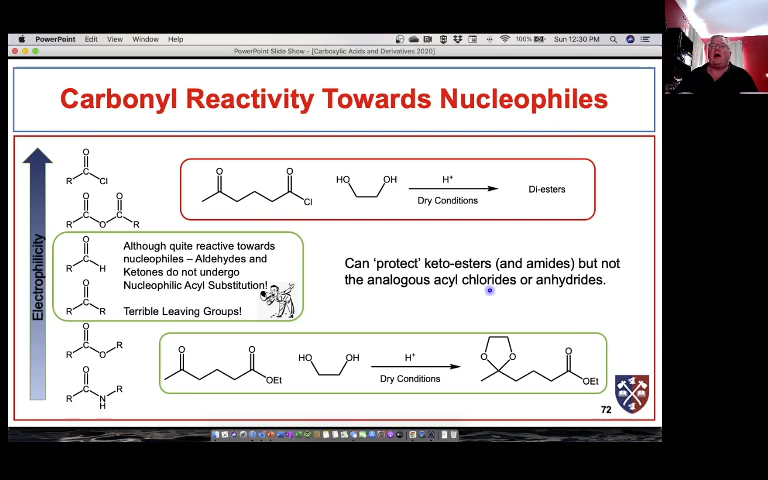 PowerPoint Edit View Window Help
100%
Sun 12:30 PM
PowerPoint Slide Show - [Carboxylic Acids and Derivatives 2020]
Carbonyl Reactivity Towards Nucleophiles
Electrophilicity
O
R C Cl
O O
R C O C R
O
R C H
O
R C R
O
R C O R
O
R C N R
H
O O
Cl
HO OH
H+
Dry Conditions
Di-esters
Although quite reactive towards
nucleophiles – Aldehydes and
Ketones do not undergo
Nucleophilic Acyl Substitution!
Terrible Leaving Groups!
Can 'protect' keto-esters (and amides) but not
the analogous acyl chlorides or anhydrides.
O O
OEt
HO OH
H+
Dry Conditions
O O
O
OEt
72